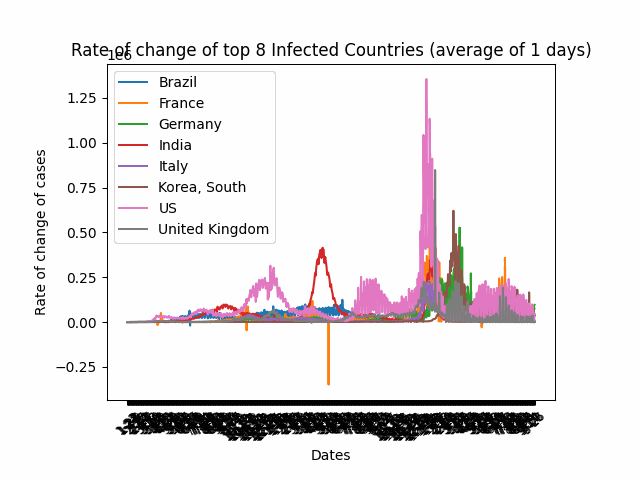 Rate of change of top 8 Infected Countries (average of 1 days)
1e6
Brazil
France
Germany
India
Italy
Korea, South
US
United Kingdom
1.25
1.00
0.75
0.50
0.25
0.00
−0.25
Rate of change of cases
Dates